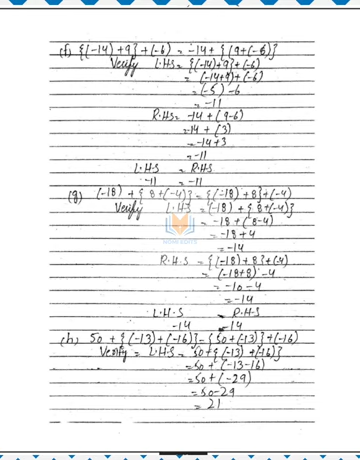 (f) {(-14)+9}+(-6) = -14+{9+(-6)}
Verify L.H.S = {(-14)+9}+(-6)
= (-14+9)+(-6)
= (-5)-6
= -11
R.H.S = -14+(9-6)
= -14+(3)
= -14+3
= -11
L.H.S = R.H.S
-11 = -11
(g) (-18)+{8+(-4)} = {(-18)+8}+(-4)
Verify L.H.S = (-18)+{8+(-4)}
= -18+(8-4)
= -18+4
= -14
R.H.S = {(-18)+8}+(-4)
= (-18+8)-4
= -10-4
= -14
L.H.S = R.H.S
-14 -14
(h) 50+{(-13)+(-16)}={50+(-13)}+(-16)
Verify = L.H.S = 50+{(-13)+(-16)}
= 50+(-13-16)
= 50+(-29)
= 50-29
= 21